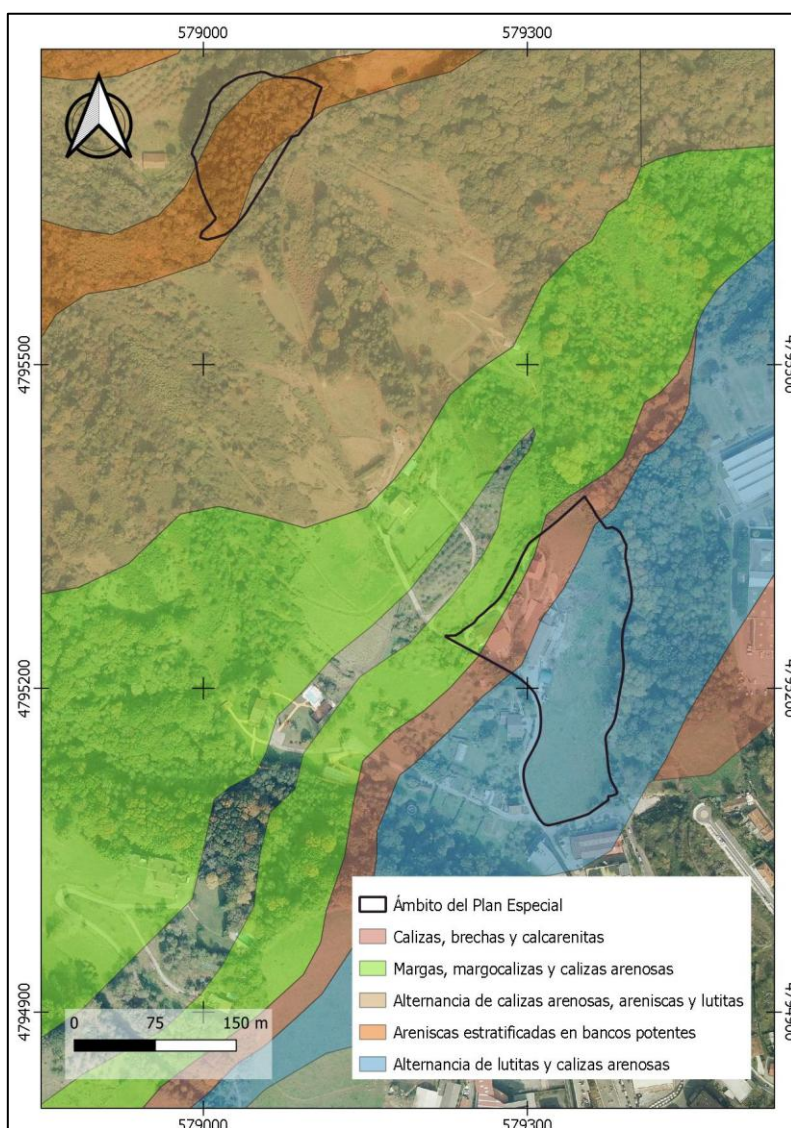 579000 579300
4795500 4795500
4795200 4795200
4794900 4794900
Ámbito del Plan Especial
Calizas, brechas y calcarenitas
Margas, margocalizas y calizas arenosas
Alternancia de calizas arenosas, areniscas y lutitas
Areniscas estratificadas en bancos potentes
Alternancia de lutitas y calizas arenosas
0 75 150 m
579000 579300